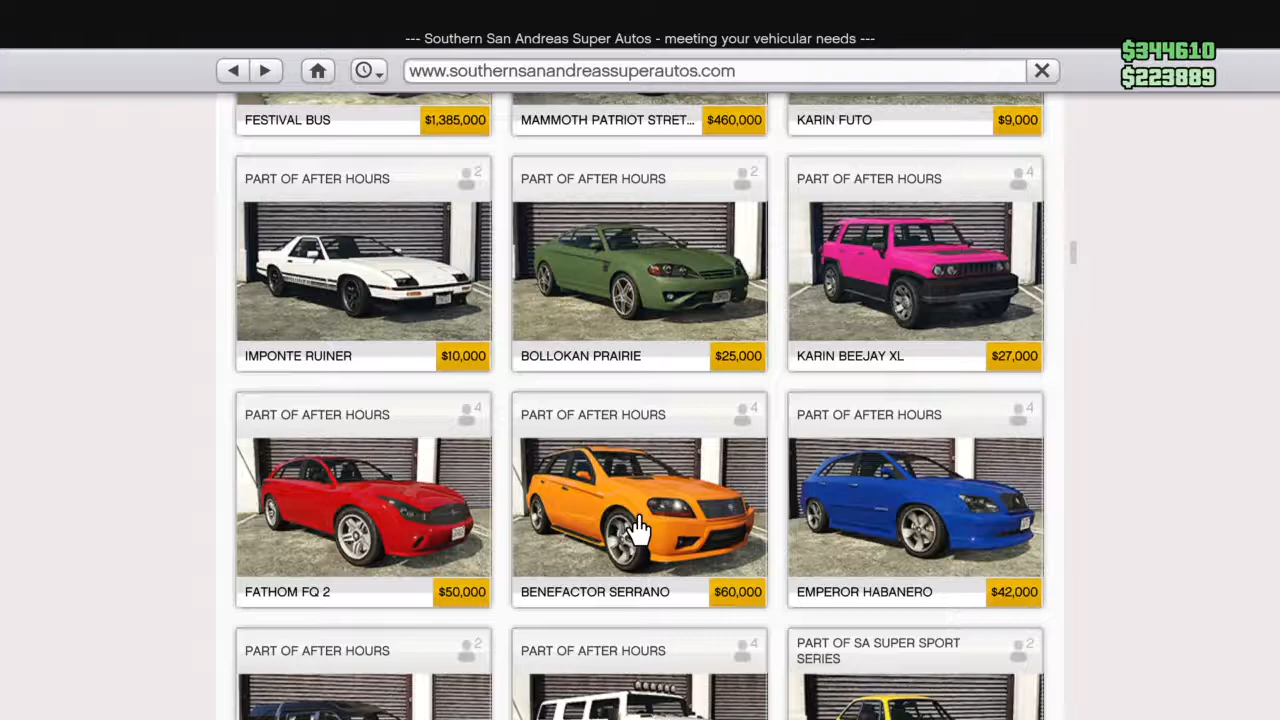 --- Southern San Andreas Super Autos - meeting your vehicular needs ---
$344610
www.southernsanandreassuperautos.com
$223889
FESTIVAL BUS $1,385,000
MAMMOTH PATRIOT STRET... $460,000
KARIN FUTO $9,000
PART OF AFTER HOURS 2
PART OF AFTER HOURS 2
PART OF AFTER HOURS 4
IMPONTE RUINER $10,000
BOLLOKAN PRAIRIE $25,000
KARIN BEEJAY XL $27,000
PART OF AFTER HOURS 4
PART OF AFTER HOURS 4
PART OF AFTER HOURS 4
FATHOM FQ 2 $50,000
BENEFACTOR SERRANO $60,000
EMPEROR HABANERO $42,000
PART OF AFTER HOURS 2
PART OF AFTER HOURS 4
PART OF SA SUPER SPORT
SERIES 2